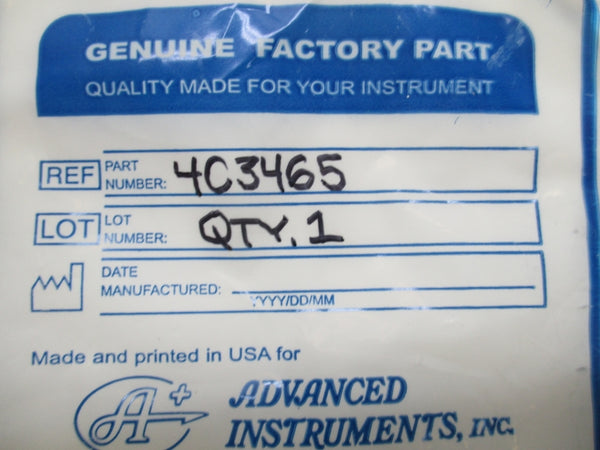 GENUINE FACTORY PART
QUALITY MADE FOR YOUR INSTRUMENT
REF PART NUMBER: 4C3465
LOT LOT NUMBER: QTY. 1
DATE MANUFACTURED:
YYYY/DD/MM
Made and printed in USA for
A+ ADVANCED
INSTRUMENTS, INC.